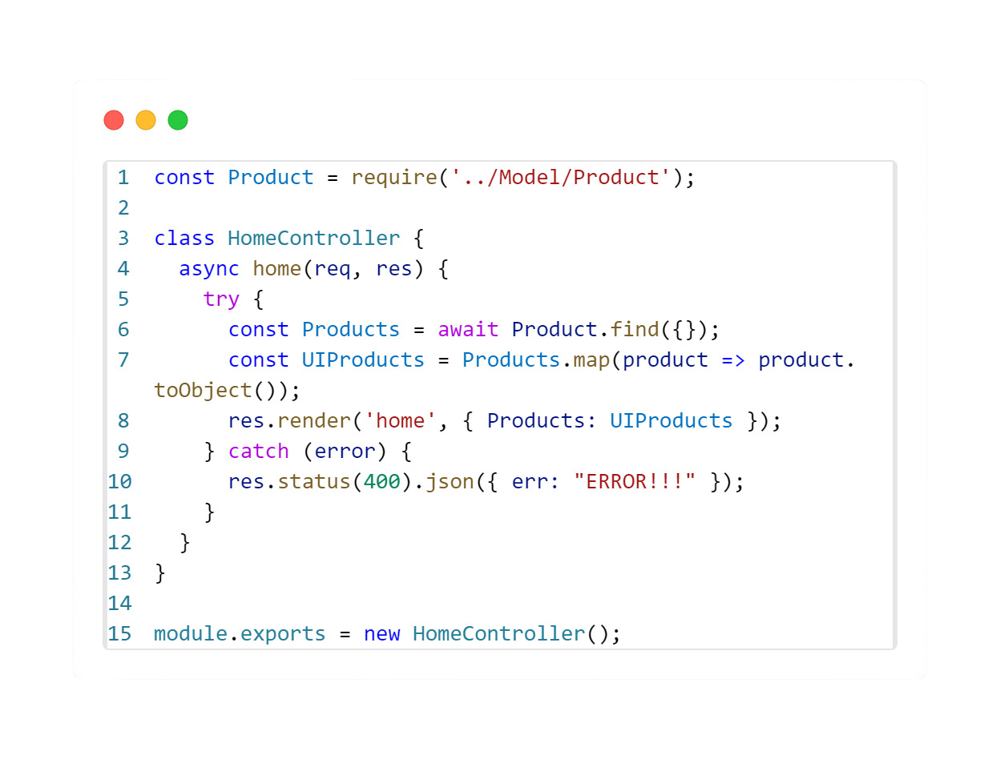 1 const Product = require('../Model/Product');
2
3 class HomeController {
4   async home(req, res) {
5     try {
6       const Products = await Product.find({});
7       const UIProducts = Products.map(product => product.
toObject());
8       res.render('home', { Products: UIProducts });
9     } catch (error) {
10       res.status(400).json({ err: "ERROR!!!" });
11     }
12   }
13 }
14
15 module.exports = new HomeController();